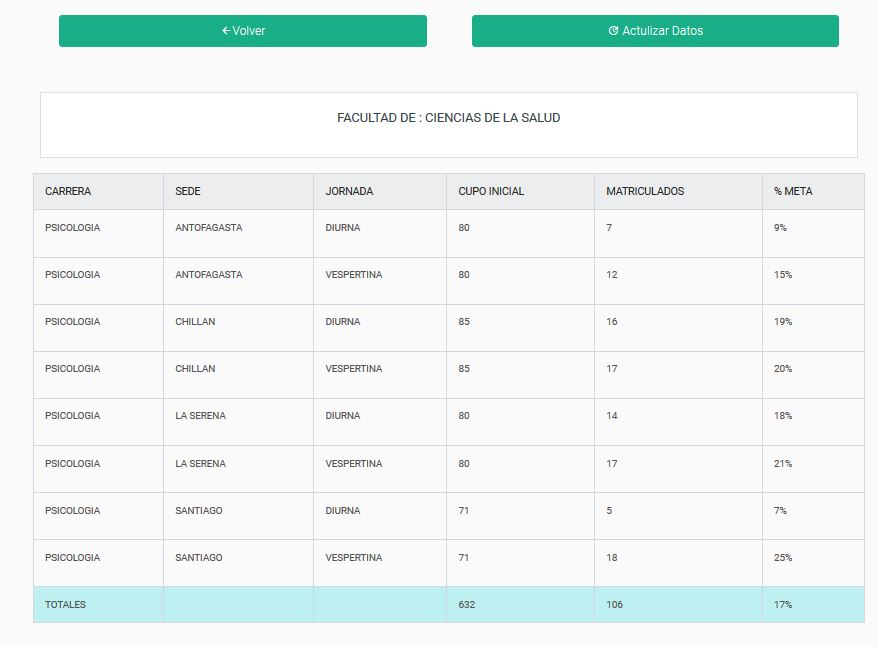 Volver
Actulizar Datos
FACULTAD DE : CIENCIAS DE LA SALUD
CARRERA SEDE JORNADA CUPO INICIAL MATRICULADOS % META
PSICOLOGIA ANTOFAGASTA DIURNA 80 7 9%
PSICOLOGIA ANTOFAGASTA VESPERTINA 80 12 15%
PSICOLOGIA CHILLAN DIURNA 85 16 19%
PSICOLOGIA CHILLAN VESPERTINA 85 17 20%
PSICOLOGIA LA SERENA DIURNA 80 14 18%
PSICOLOGIA LA SERENA VESPERTINA 80 17 21%
PSICOLOGIA SANTIAGO DIURNA 71 5 7%
PSICOLOGIA SANTIAGO VESPERTINA 71 18 25%
TOTALES 632 106 17%